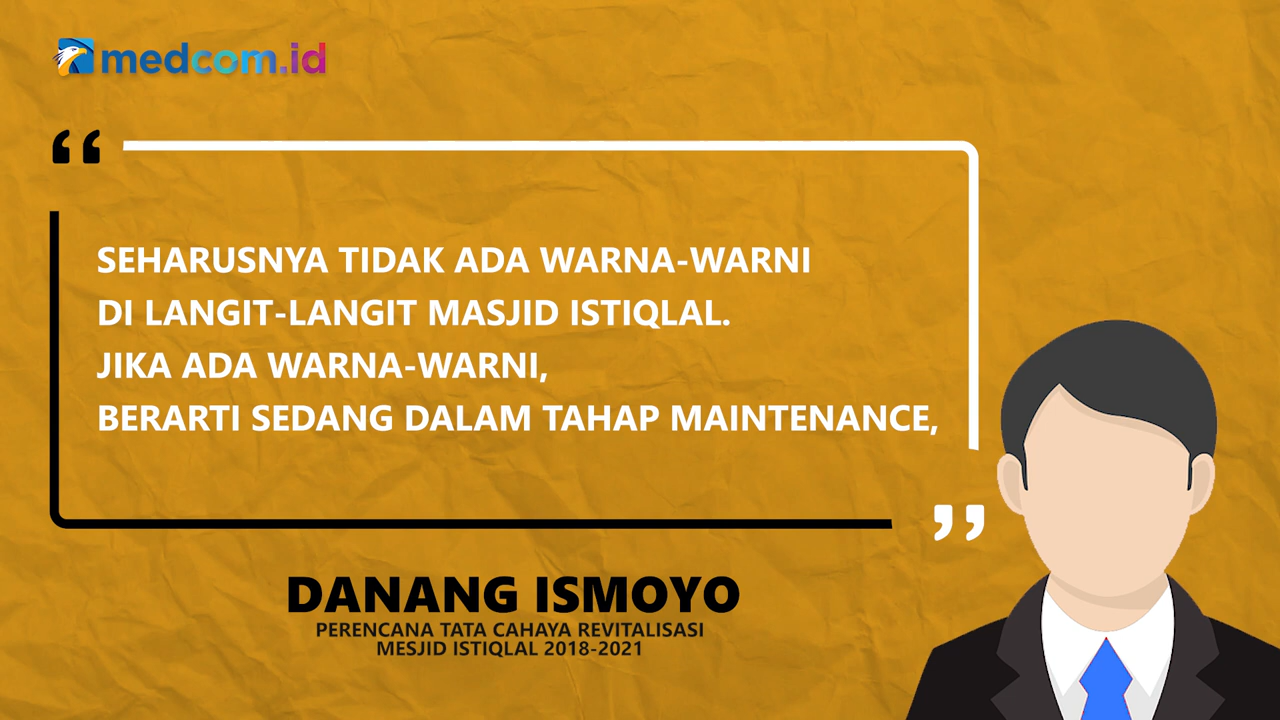 medcom.id
“
SEHARUSNYA TIDAK ADA WARNA-WARNI
DI LANGIT-LANGIT MASJID ISTIQLAL.
JIKA ADA WARNA-WARNI,
BERARTI SEDANG DALAM TAHAP MAINTENANCE,
”
DANANG ISMOYO
PERENCANA TATA CAHAYA REVITALISASI
MESJID ISTIQLAL 2018-2021